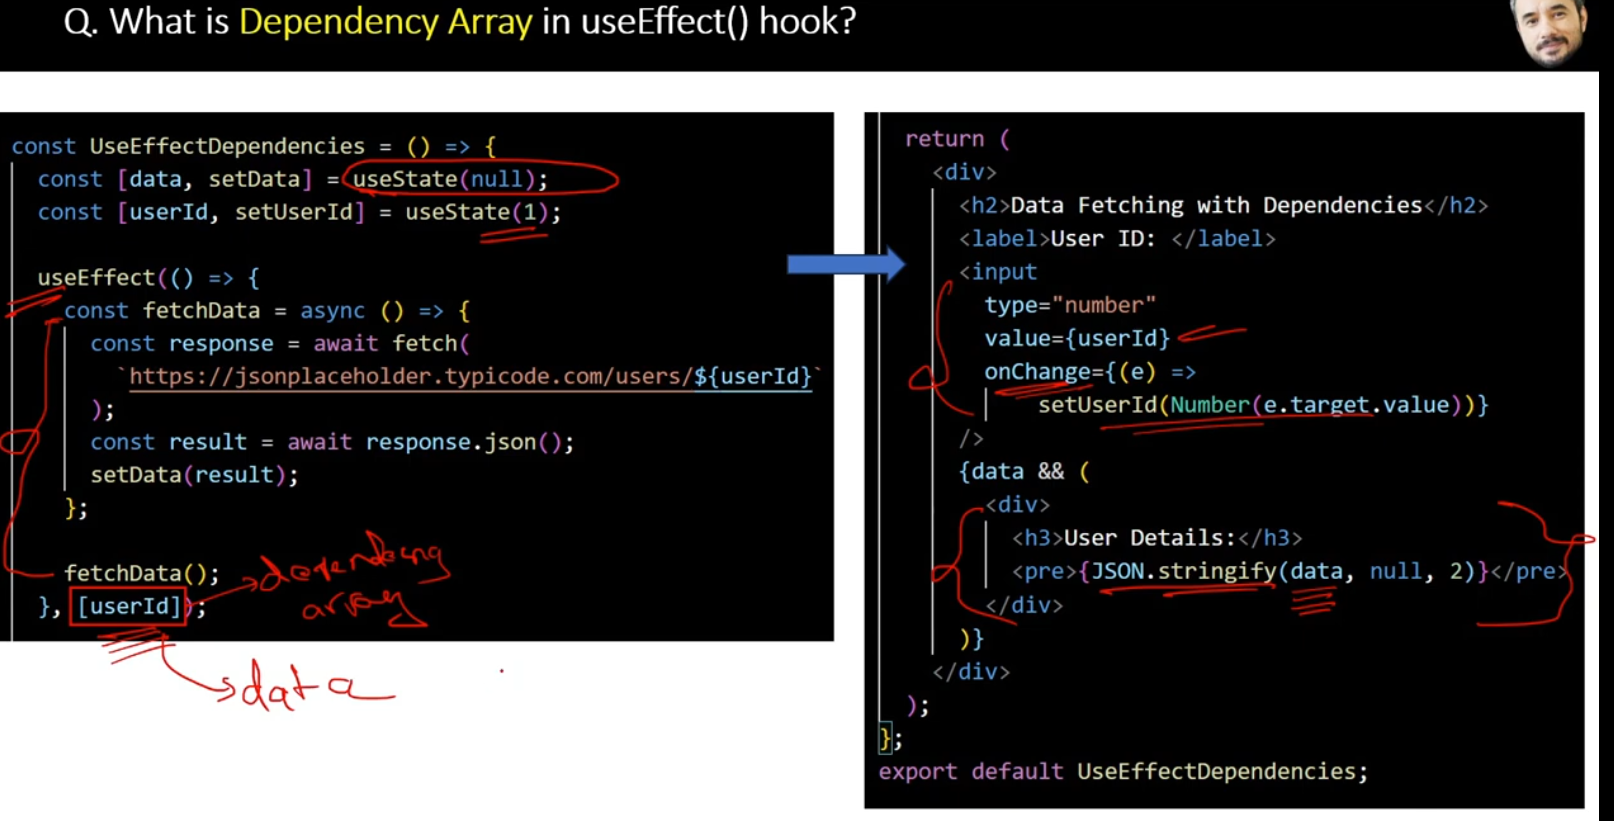 Q. What is Dependency Array in useEffect() hook?
const UseEffectDependencies = () => {
const [data, setData] = useState(null);
const [userId, setUserId] = useState(1);
useEffect(() => {
const fetchData = async () => {
const response = await fetch(
`https://jsonplaceholder.typicode.com/users/${userId}`
);
const result = await response.json();
setData(result);
};
fetchData();
}, [userId]);
array
data
return (
<div>
<h2>Data Fetching with Dependencies</h2>
<label>User ID: </label>
<input
type="number"
value={userId}
onChange={(e) =>
setUserId(Number(e.target.value))}
/>
{data && (
<div>
<h3>User Details:</h3>
<pre>{JSON.stringify(data, null, 2)}</pre>
</div>
)}
</div>
);
};
export default UseEffectDependencies;